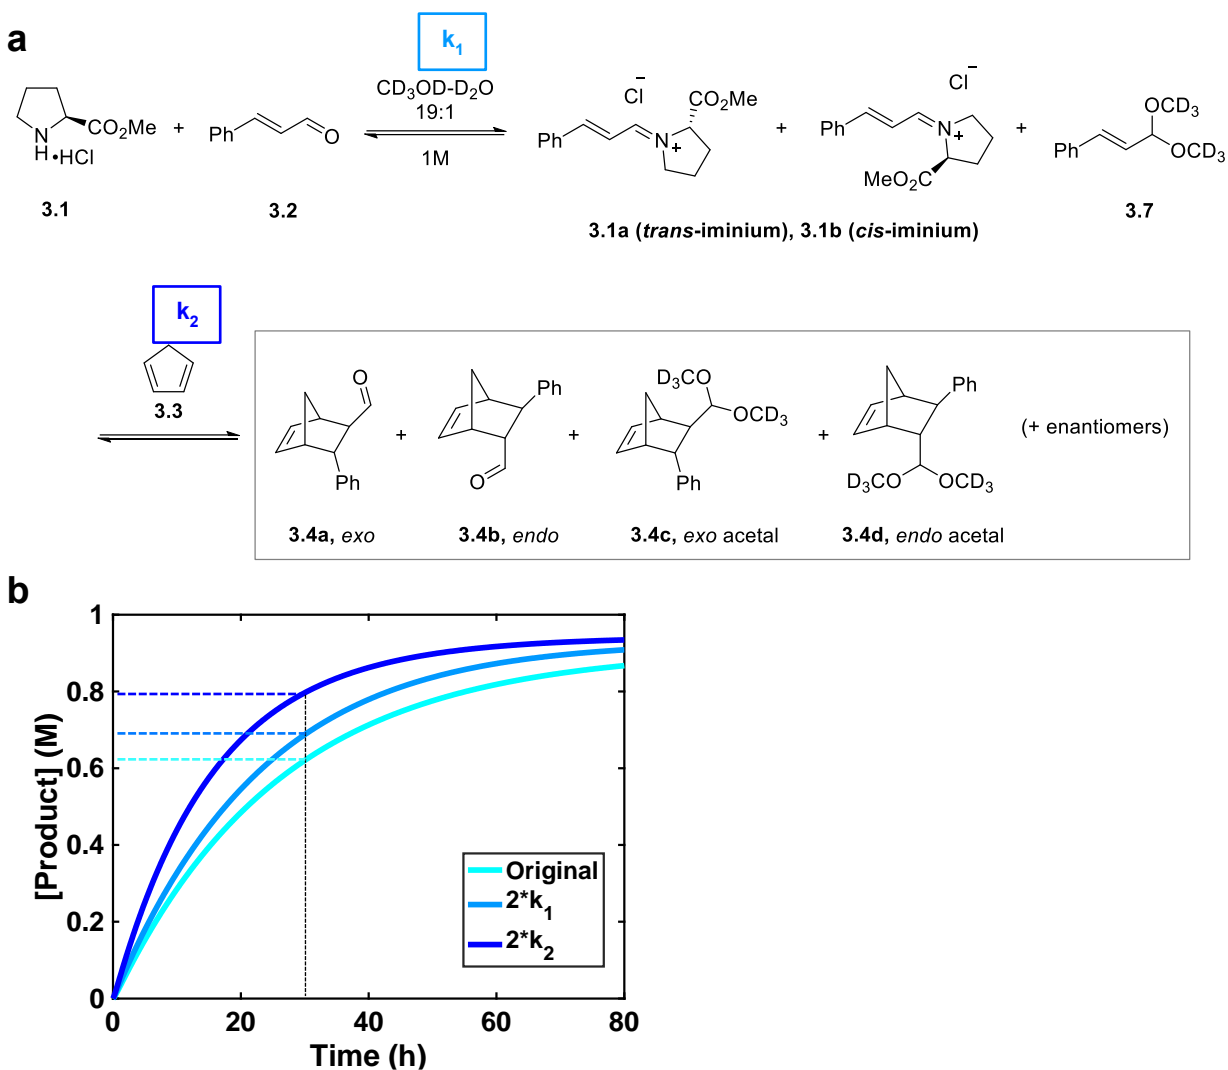 a
k1
CD3OD-D2O
19:1
1M
N
H •HCl
CO2Me
+
Ph
O
Cl−
CO2Me
Ph
N
+
+
Cl−
Ph
N
+
MeO2C
+
OCD3
Ph
OCD3
3.1
3.2
3.1a (trans-iminium), 3.1b (cis-iminium)
3.7
k2
3.3
O
Ph
3.4a, exo
+
Ph
O
3.4b, endo
+
D3CO
OCD3
Ph
3.4c, exo acetal
+
Ph
D3CO
OCD3
3.4d, endo acetal
(+ enantiomers)
b
[Product] (M)
1
0.8
0.6
0.4
0.2
0
0 20 40 60 80
Time (h)
Original
2*k1
2*k2